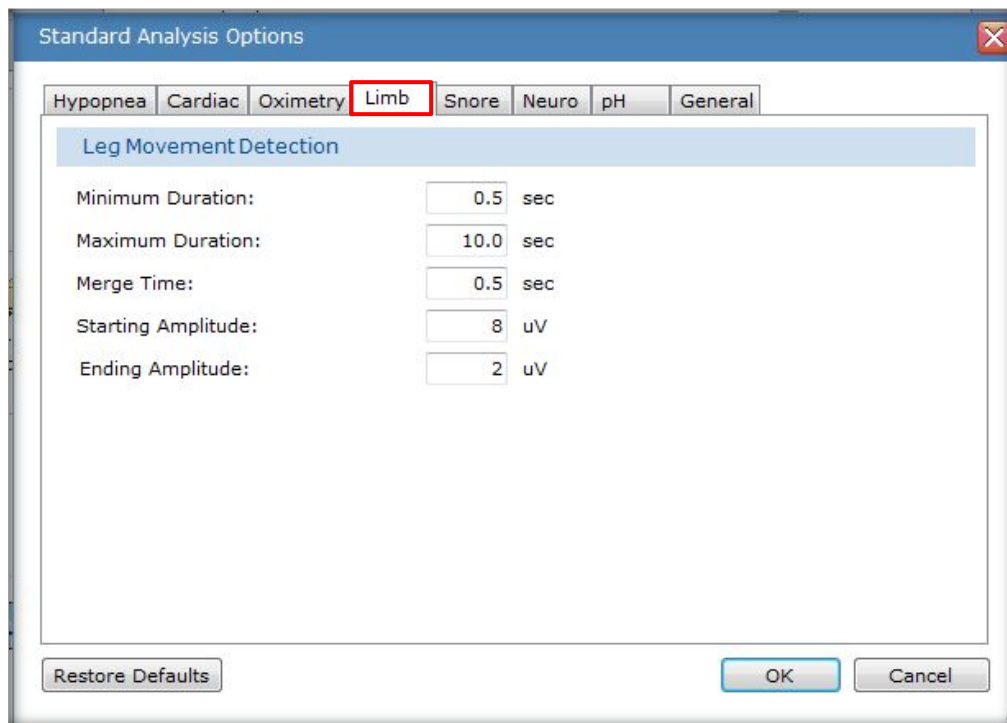 Standard Analysis Options
Hypopnea Cardiac Oximetry Limb Snore Neuro pH General
Leg Movement Detection
Minimum Duration: 0.5 sec
Maximum Duration: 10.0 sec
Merge Time: 0.5 sec
Starting Amplitude: 8 uV
Ending Amplitude: 2 uV
Restore Defaults OK Cancel